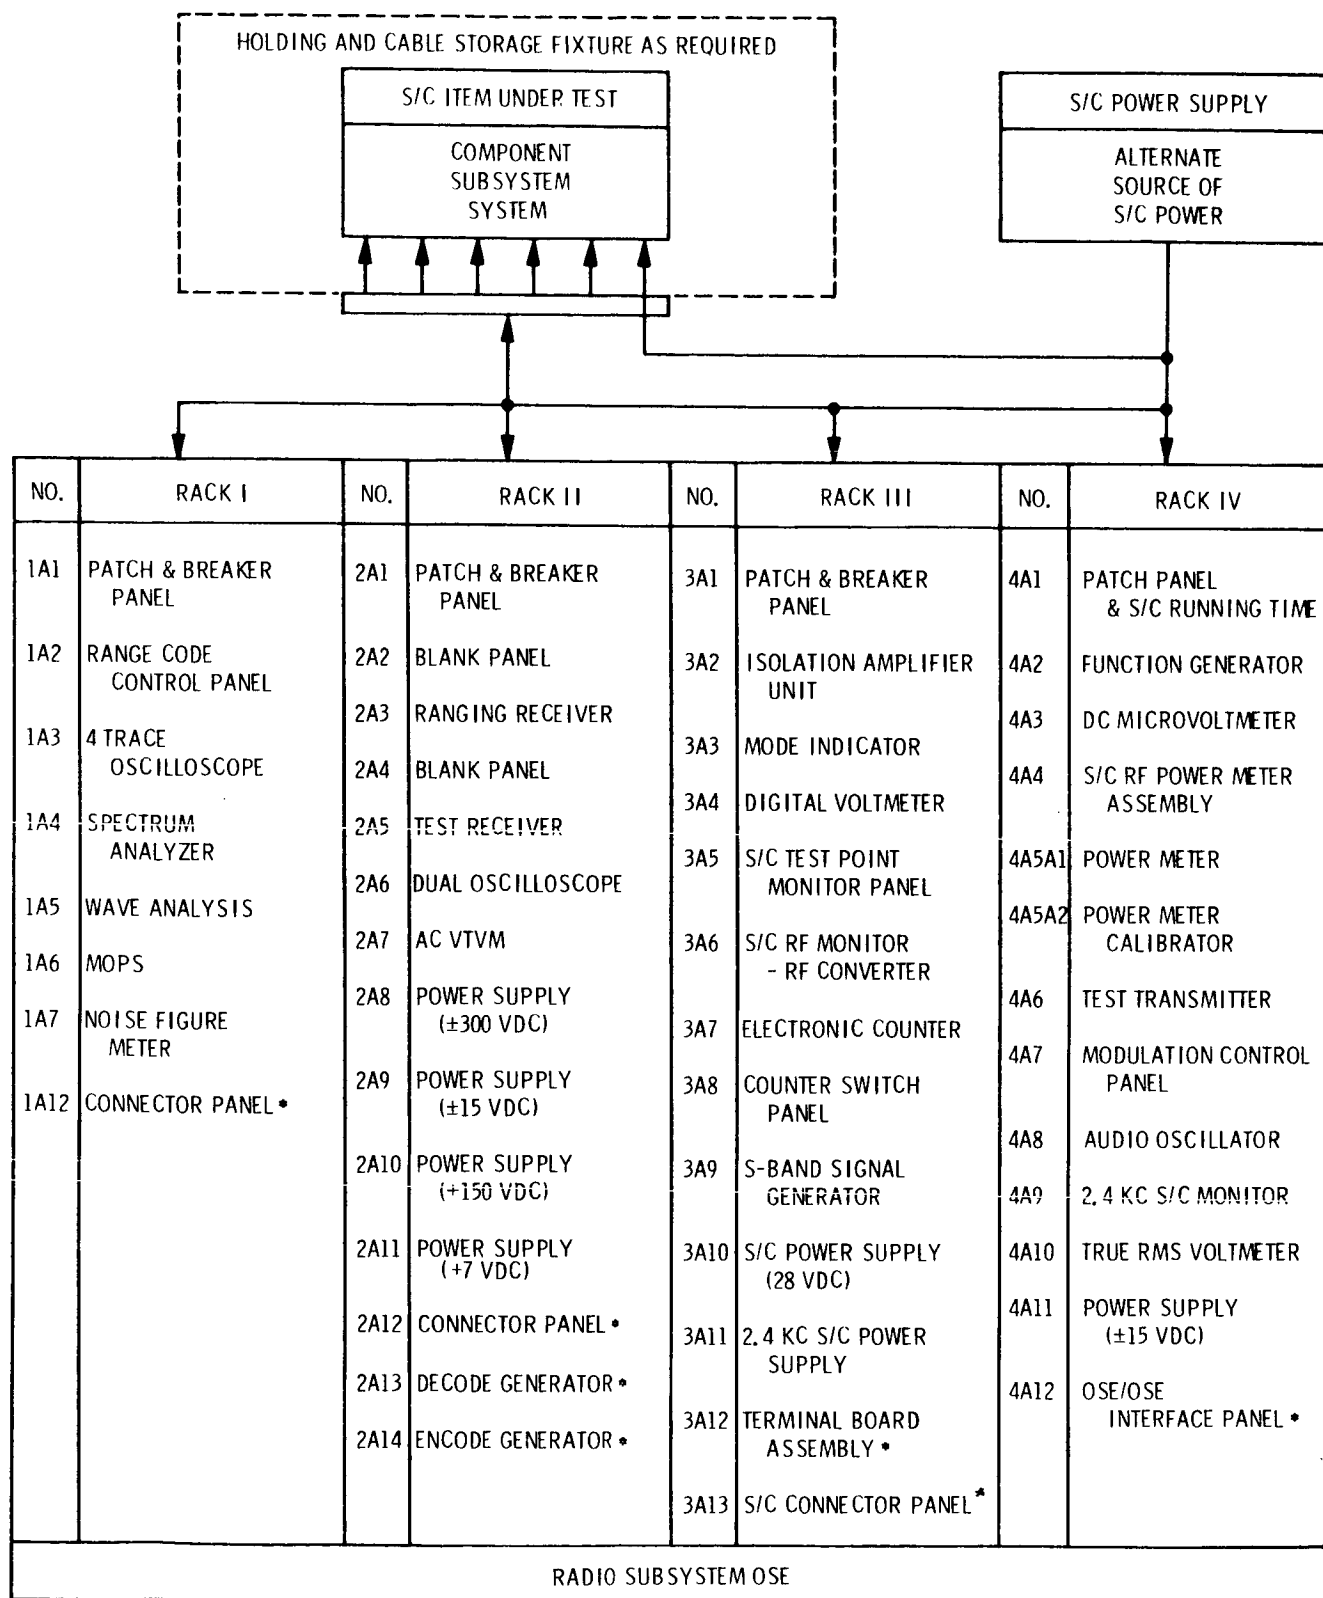 HOLDING AND CABLE STORAGE FIXTURE AS REQUIRED
S/C ITEM UNDER TEST
COMPONENT
SUBSYSTEM
SYSTEM
S/C POWER SUPPLY
ALTERNATE
SOURCE OF
S/C POWER
NO. RACK I
1A1 PATCH & BREAKER
PANEL
1A2 RANGE CODE
CONTROL PANEL
1A3 4 TRACE
OSCILLOSCOPE
1A4 SPECTRUM
ANALYZER
1A5 WAVE ANALYSIS
1A6 MOPS
1A7 NOISE FIGURE
METER
1A12 CONNECTOR PANEL*
NO. RACK II
2A1 PATCH & BREAKER
PANEL
2A2 BLANK PANEL
2A3 RANGING RECEIVER
2A4 BLANK PANEL
2A5 TEST RECEIVER
2A6 DUAL OSCILLOSCOPE
2A7 AC VTVM
2A8 POWER SUPPLY
(±300 VDC)
2A9 POWER SUPPLY
(±15 VDC)
2A10 POWER SUPPLY
(+150 VDC)
2A11 POWER SUPPLY
(+7 VDC)
2A12 CONNECTOR PANEL*
2A13 DECODE GENERATOR*
2A14 ENCODE GENERATOR*
NO. RACK III
3A1 PATCH & BREAKER
PANEL
3A2 ISOLATION AMPLIFIER
UNIT
3A3 MODE INDICATOR
3A4 DIGITAL VOLTMETER
3A5 S/C TEST POINT
MONITOR PANEL
3A6 S/C RF MONITOR
- RF CONVERTER
3A7 ELECTRONIC COUNTER
3A8 COUNTER SWITCH
PANEL
3A9 S-BAND SIGNAL
GENERATOR
3A10 S/C POWER SUPPLY
(28 VDC)
3A11 2.4 KC S/C POWER
SUPPLY
3A12 TERMINAL BOARD
ASSEMBLY*
3A13 S/C CONNECTOR PANEL*
NO. RACK IV
4A1 PATCH PANEL
& S/C RUNNING TIME
4A2 FUNCTION GENERATOR
4A3 DC MICROVOLTMETER
4A4 S/C RF POWER METER
ASSEMBLY
4A5A1 POWER METER
4A5A2 POWER METER
CALIBRATOR
4A6 TEST TRANSMITTER
4A7 MODULATION CONTROL
PANEL
4A8 AUDIO OSCILLATOR
4A9 2.4 KC S/C MONITOR
4A10 TRUE RMS VOLTMETER
4A11 POWER SUPPLY
(±15 VDC)
4A12 OSE/OSE
INTERFACE PANEL*
RADIO SUBSYSTEM OSE